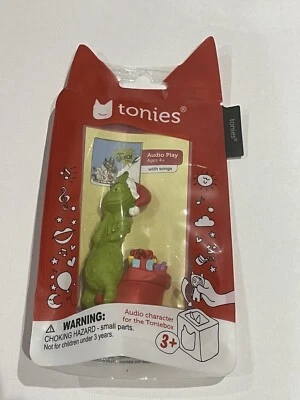 tonies®
tonies®
Audio Play
Ages 4+
with songs
WARNING:
CHOKING HAZARD - small parts.
Not for children under 3 years.
Audio character
for the Toniebox
3+